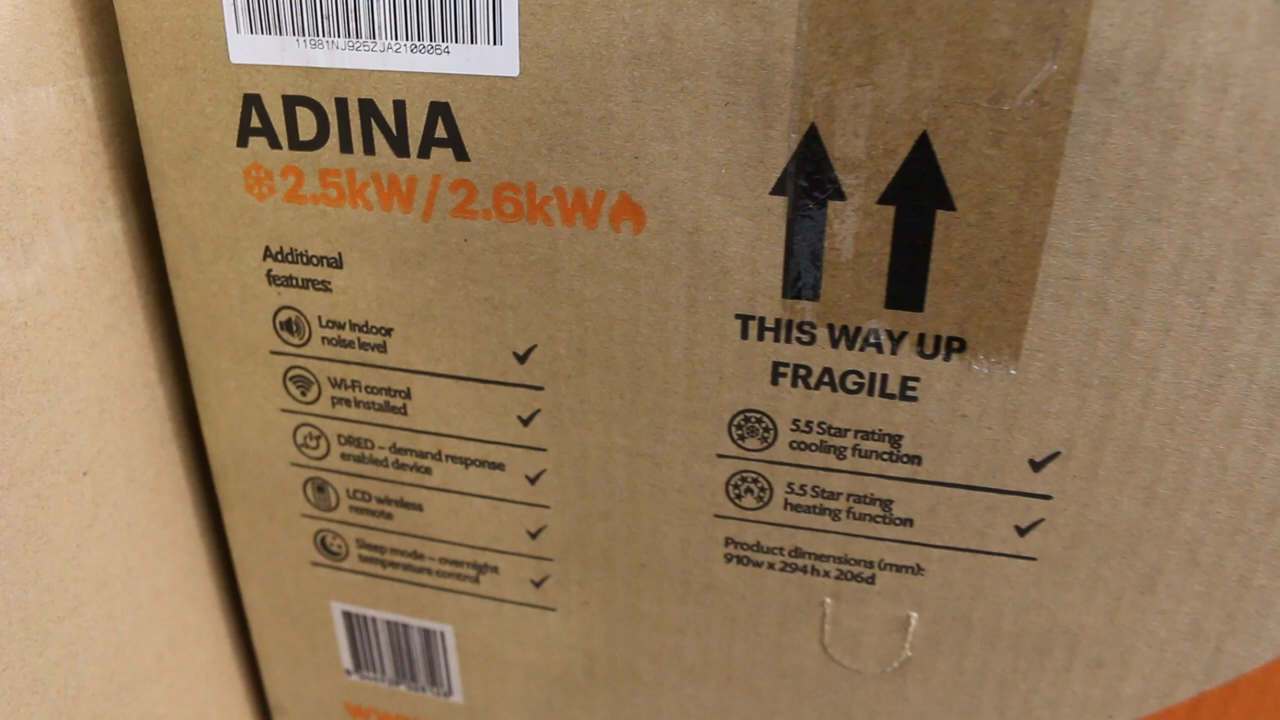 11981NJ925ZJA2100064
ADINA
2.5kW / 2.6kW
Additional
features:
Low Indoor
noise level
Wi-Fi control
pre installed
DRED – demand response
enabled device
LCD wireless
remote
Sleep mode – overnight
temperature control
THIS WAY UP
FRAGILE
5.5 Star rating
cooling function
5.5 Star rating
heating function
Product dimensions (mm):
910w x 294h x 206d